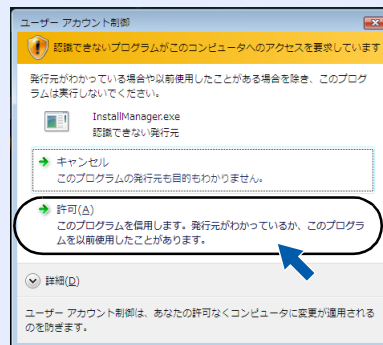 ユーザー アカウント制御
認識できないプログラムがこのコンピュータへのアクセスを要求しています
発行元がわかっている場合や以前使用したことがある場合を除き、このプログ
ラムは実行しないでください。
InstallManager.exe
認識できない発行元
キャンセル
このプログラムの発行元も目的もわかりません。
許可(A)
このプログラムを信用します。発行元がわかっているか、このプログラ
ムを以前使用したことがあります。
詳細(D)
ユーザー アカウント制御は、あなたの許可なくコンピュータに変更が適用される
のを防ぎます。